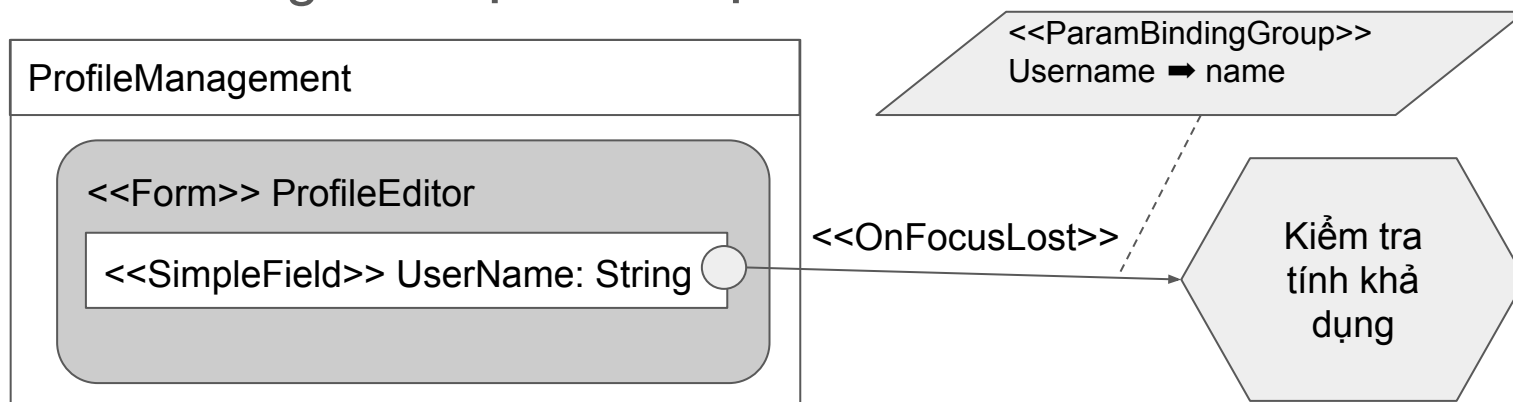 <<ParamBindingGroup>>
Username ➡ name
ProfileManagement
<<Form>> ProfileEditor
<<OnFocusLost>>
<<SimpleField>> UserName: String
Kiểm tra
tính khả
dụng